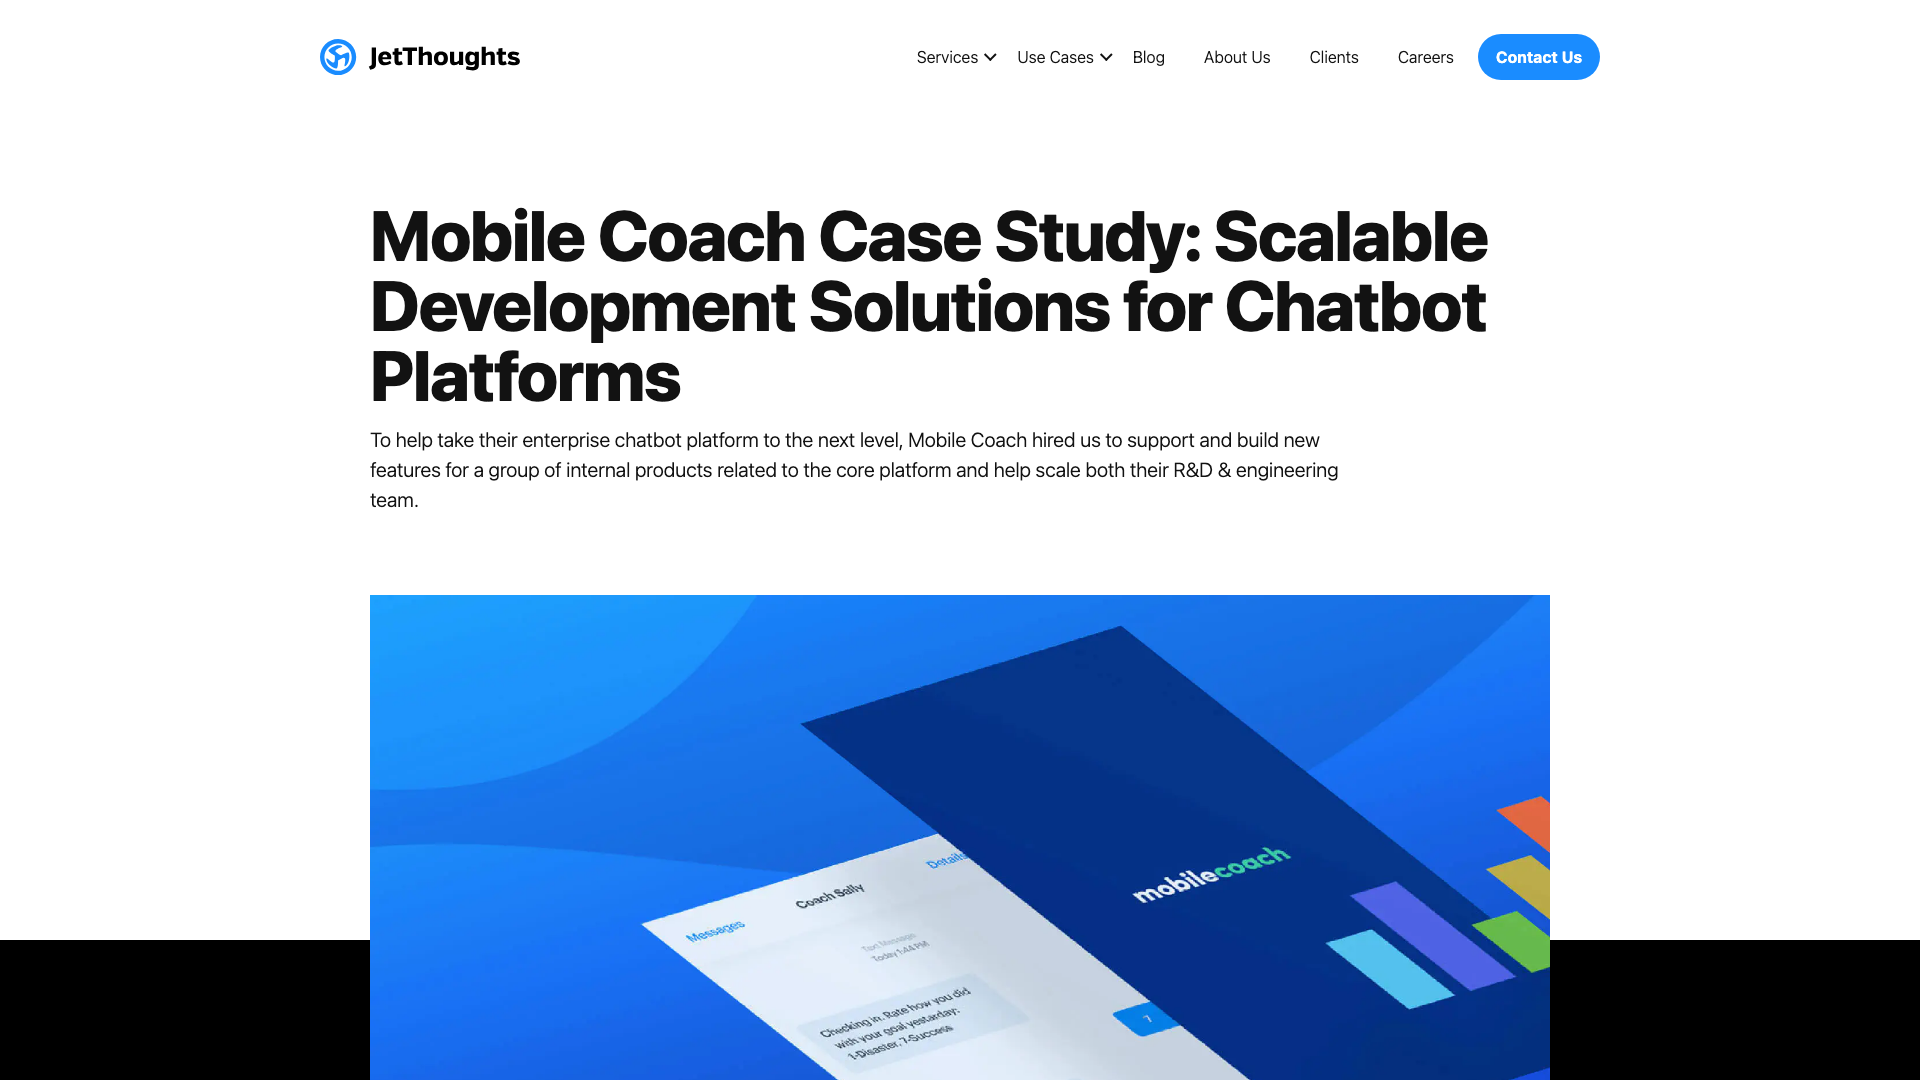 JetThoughts
Services
Use Cases
Blog
About Us
Clients
Careers
Contact Us
Mobile Coach Case Study: Scalable
Development Solutions for Chatbot
Platforms
To help take their enterprise chatbot platform to the next level, Mobile Coach hired us to support and build new
features for a group of internal products related to the core platform and help scale both their R&D & engineering
team.
mobilecoach
Messages
Coach Sally
Details
Text Message
Today 1:44 PM
Checking in: Rate how you did
with your goal yestarday:
1-Disaster, 7-Success
7